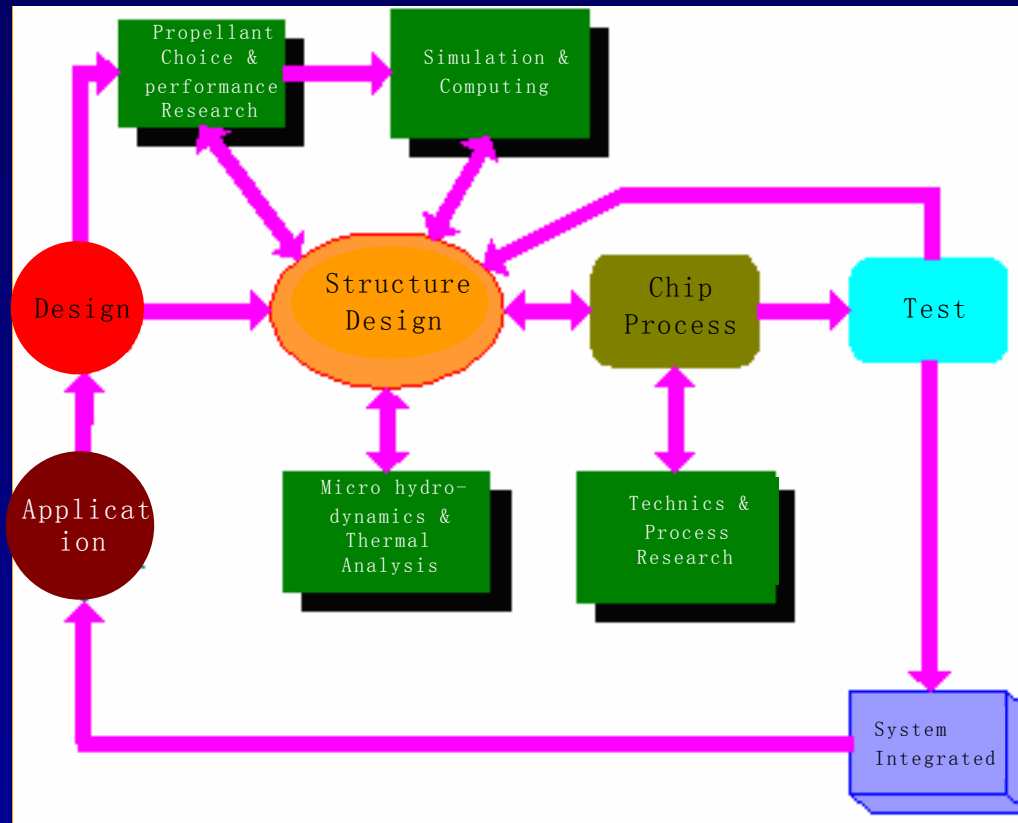 Propellant
Choice &
performance
Research
Simulation &
Computing
Design
Structure
Design
Chip
Process
Test
Applicat
ion
Micro hydro-
dynamics &
Thermal
Analysis
Technics &
Process
Research
System
Integrated